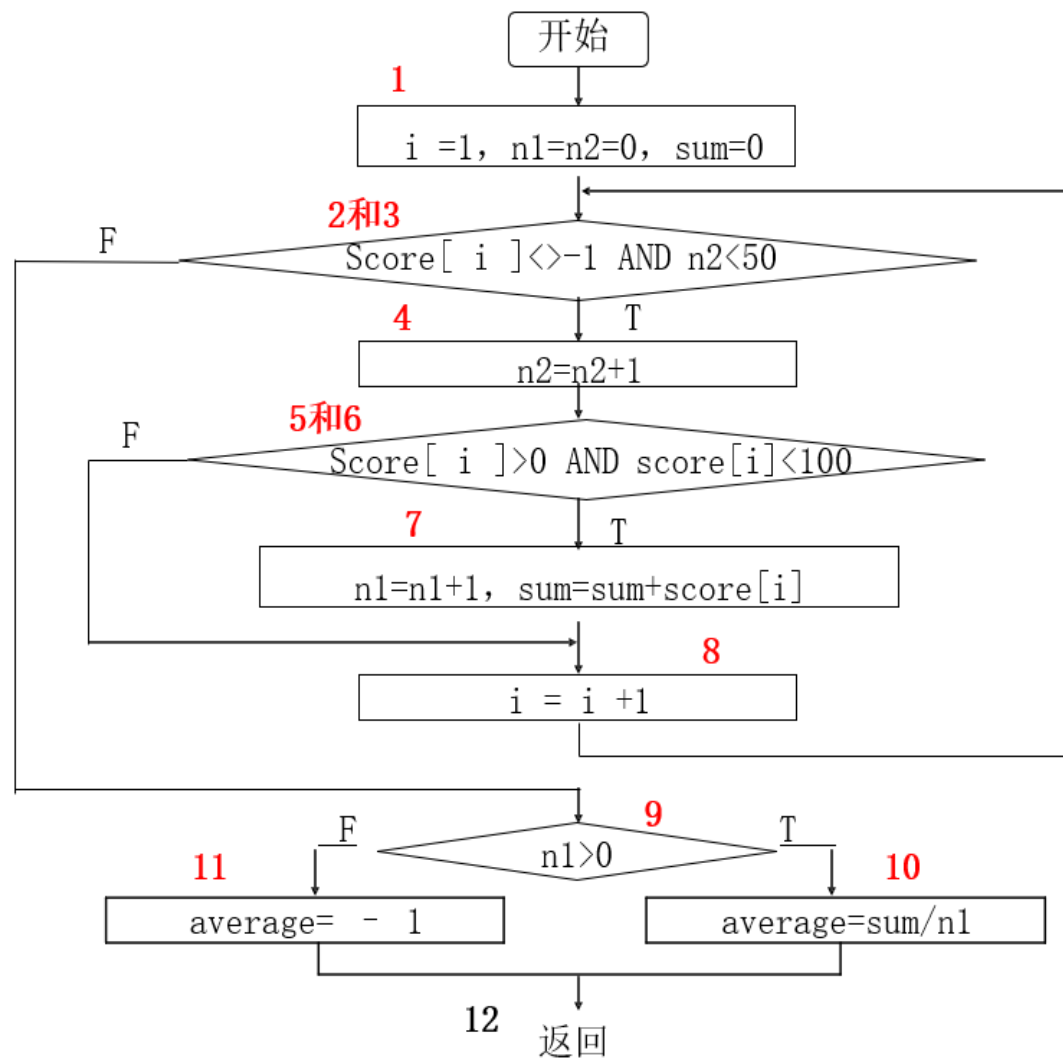 开始
1
i =1, n1=n2=0, sum=0
2和3
F
Score[ i ]<>-1 AND n2<50
T
4
n2=n2+1
5和6
F
Score[ i ]>0 AND score[i]<100
T
7
n1=n1+1, sum=sum+score[i]
8
i = i +1
9
F
T
n1>0
11
10
average= - 1
average=sum/n1
12
返回